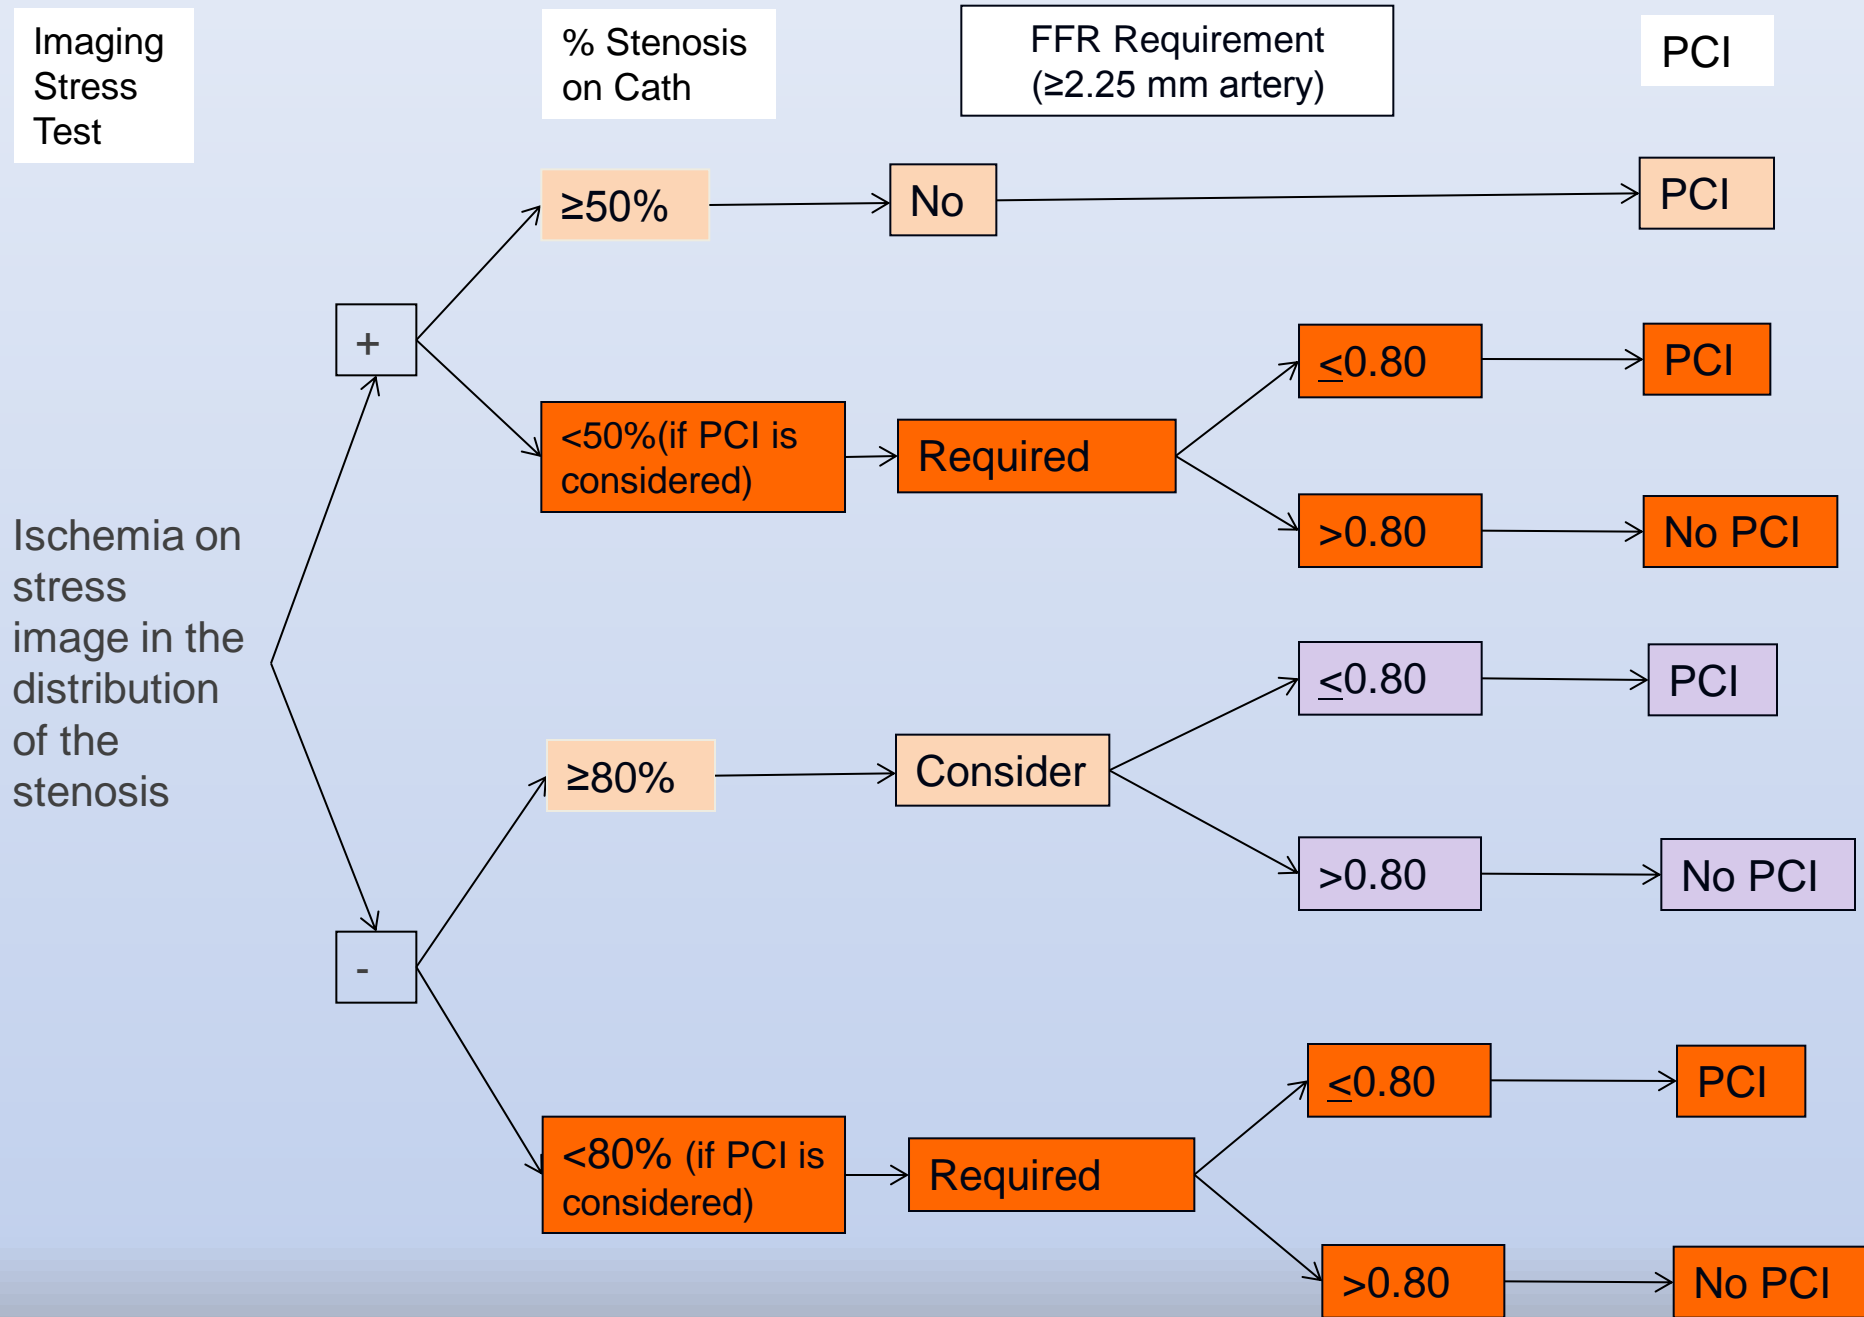 Imaging
Stress
Test
% Stenosis
on Cath
FFR Requirement
(≥2.25 mm artery)
PCI
≥50%
No
PCI
+
≤0.80
PCI
<50%(if PCI is
considered)
Required
>0.80
No PCI
Ischemia on
stress
image in the
distribution
of the
stenosis
≤0.80
PCI
≥80%
Consider
>0.80
No PCI
-
≤0.80
PCI
<80% (if PCI is
considered)
Required
>0.80
No PCI